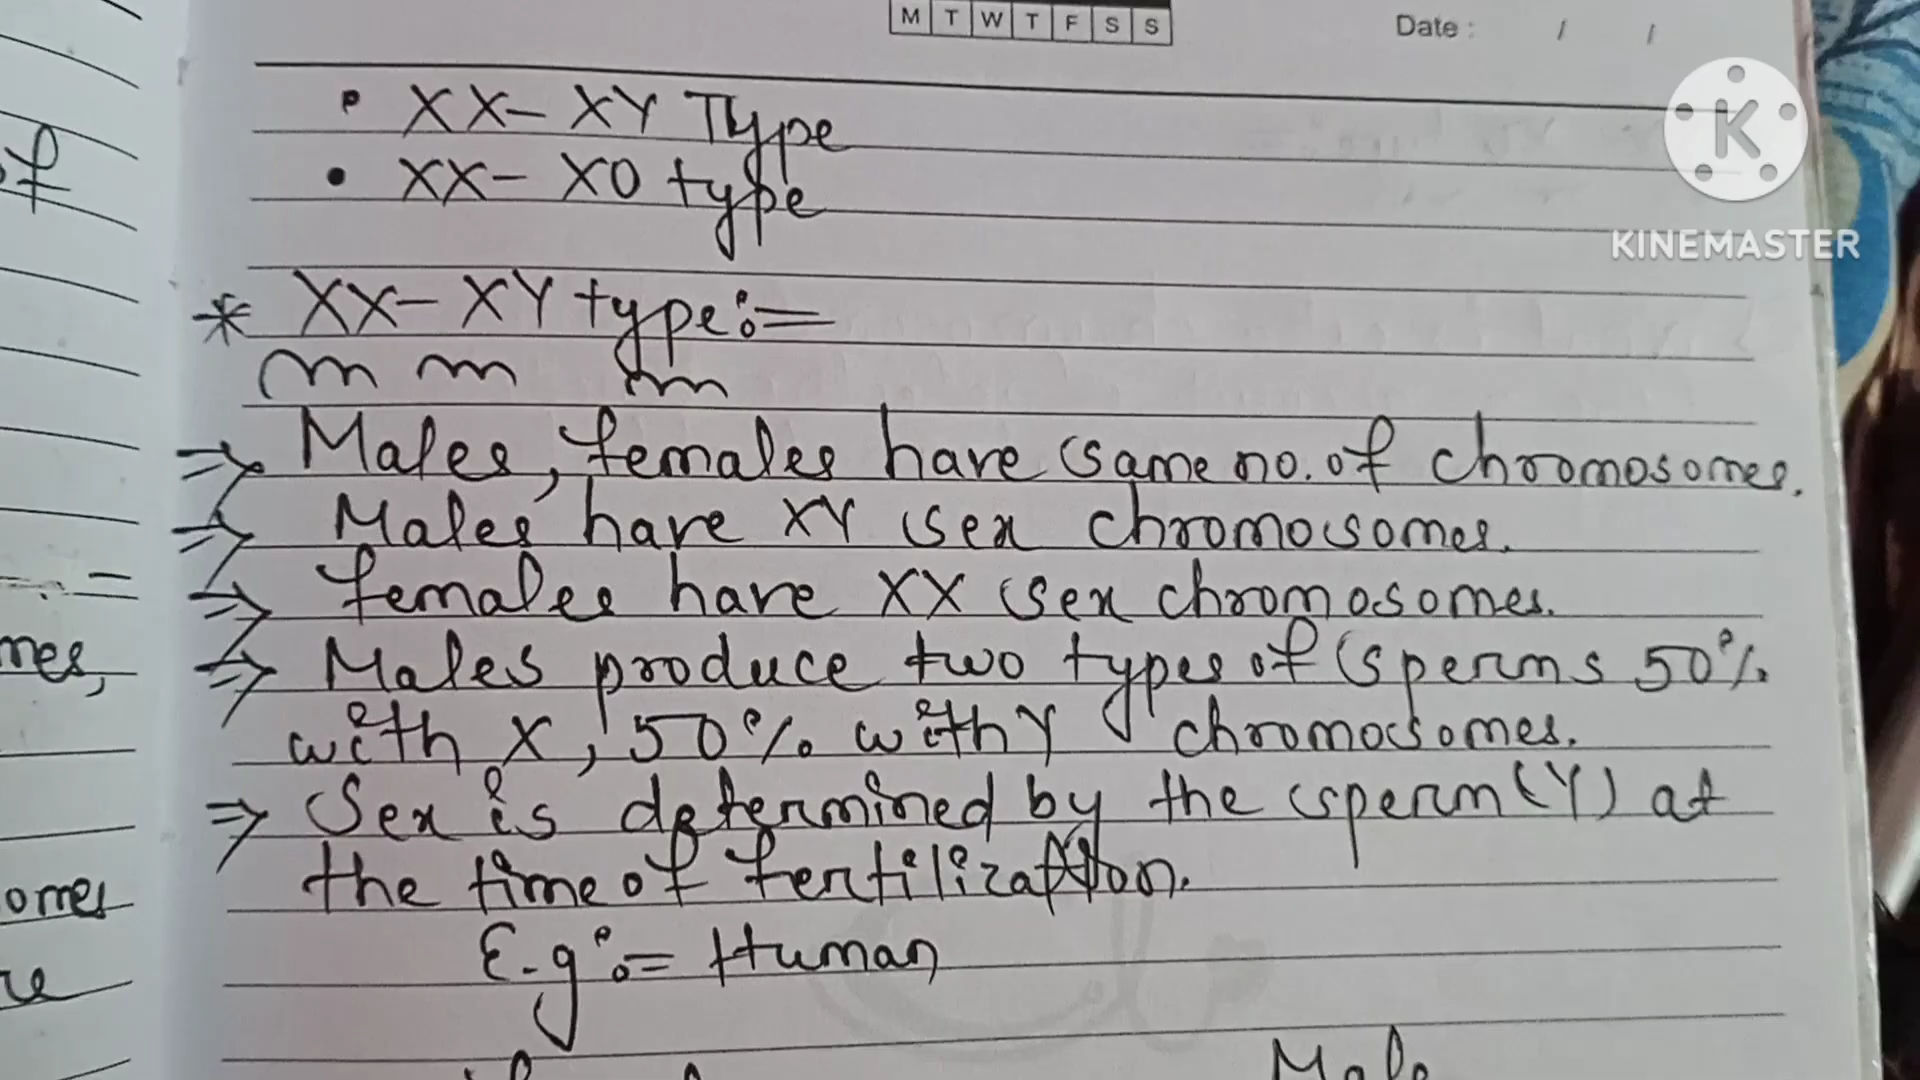 M T W T F S S
Date : / /
• XX- XY Type
• XX- XO type
KINEMASTER
* XX- XY type:=
⇒ Males, females have same no. of chromosomes.
⇒ Males have XY sex chromosomes.
⇒ females have XX sex chromosomes.
⇒ Males produce two types of sperms 50%
with X, 50% with Y chromosomes.
⇒ Sex is determined by the sperm (Y) at
the time of fertilization.
E.g:= Human
Male